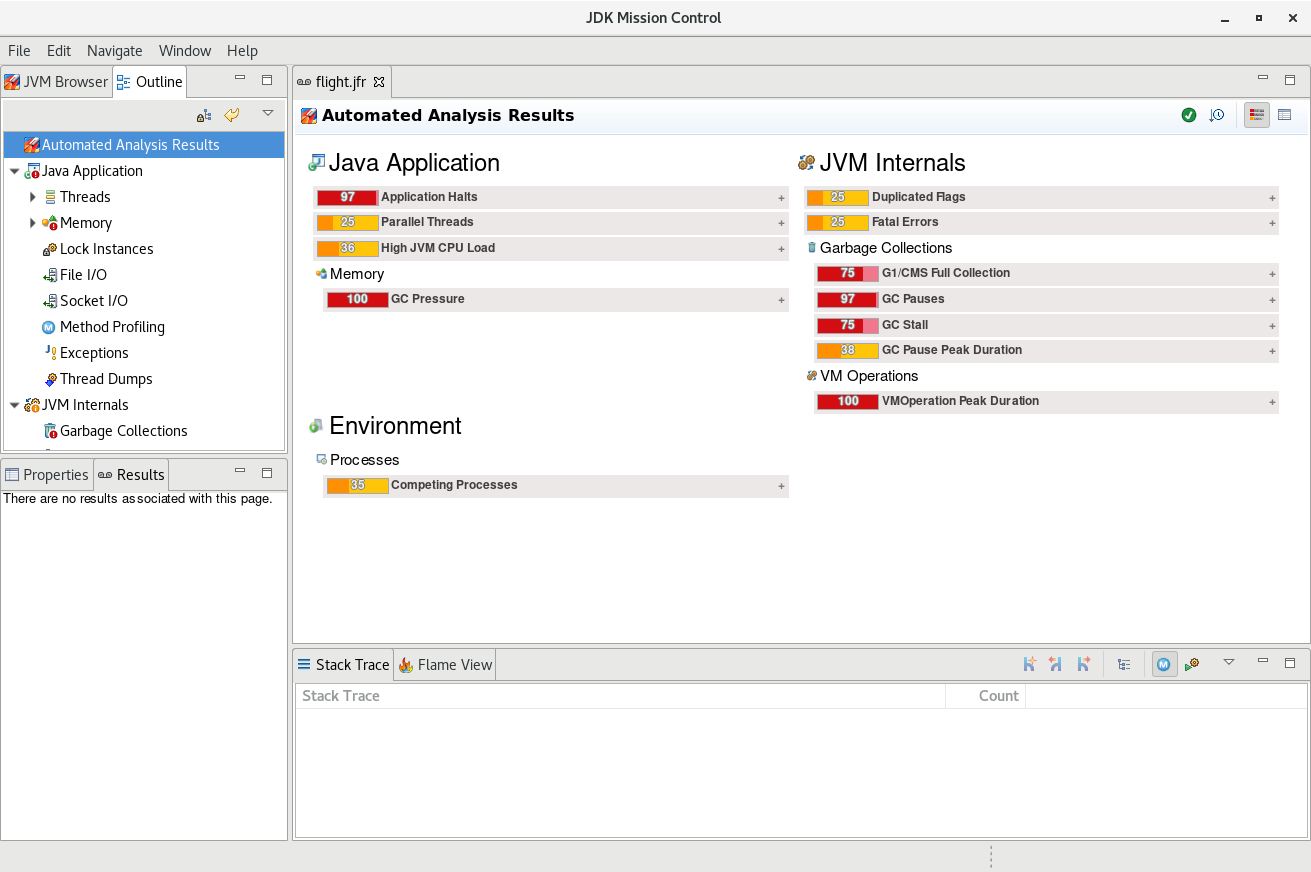 JDK Mission Control
File Edit Navigate Window Help
JVM Browser Outline
Automated Analysis Results
Java Application
Threads
Memory
Lock Instances
File I/O
Socket I/O
Method Profiling
Exceptions
Thread Dumps
JVM Internals
Garbage Collections
Properties Results
There are no results associated with this page.
flight.jfr
Automated Analysis Results
Java Application
97 Application Halts +
25 Parallel Threads +
36 High JVM CPU Load +
Memory
100 GC Pressure +
Environment
Processes
35 Competing Processes +
JVM Internals
25 Duplicated Flags +
25 Fatal Errors +
Garbage Collections
75 G1/CMS Full Collection +
97 GC Pauses +
75 GC Stall +
38 GC Pause Peak Duration +
VM Operations
100 VMOperation Peak Duration +
Stack Trace Flame View
Stack Trace Count